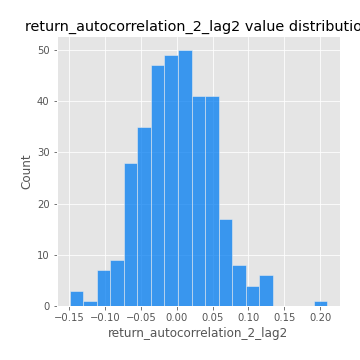 return_autocorrelation_2_lag2 value distributio
50
40
30
20
10
0
Count
−0.15 −0.10 −0.05 0.00 0.05 0.10 0.15 0.20
return_autocorrelation_2_lag2